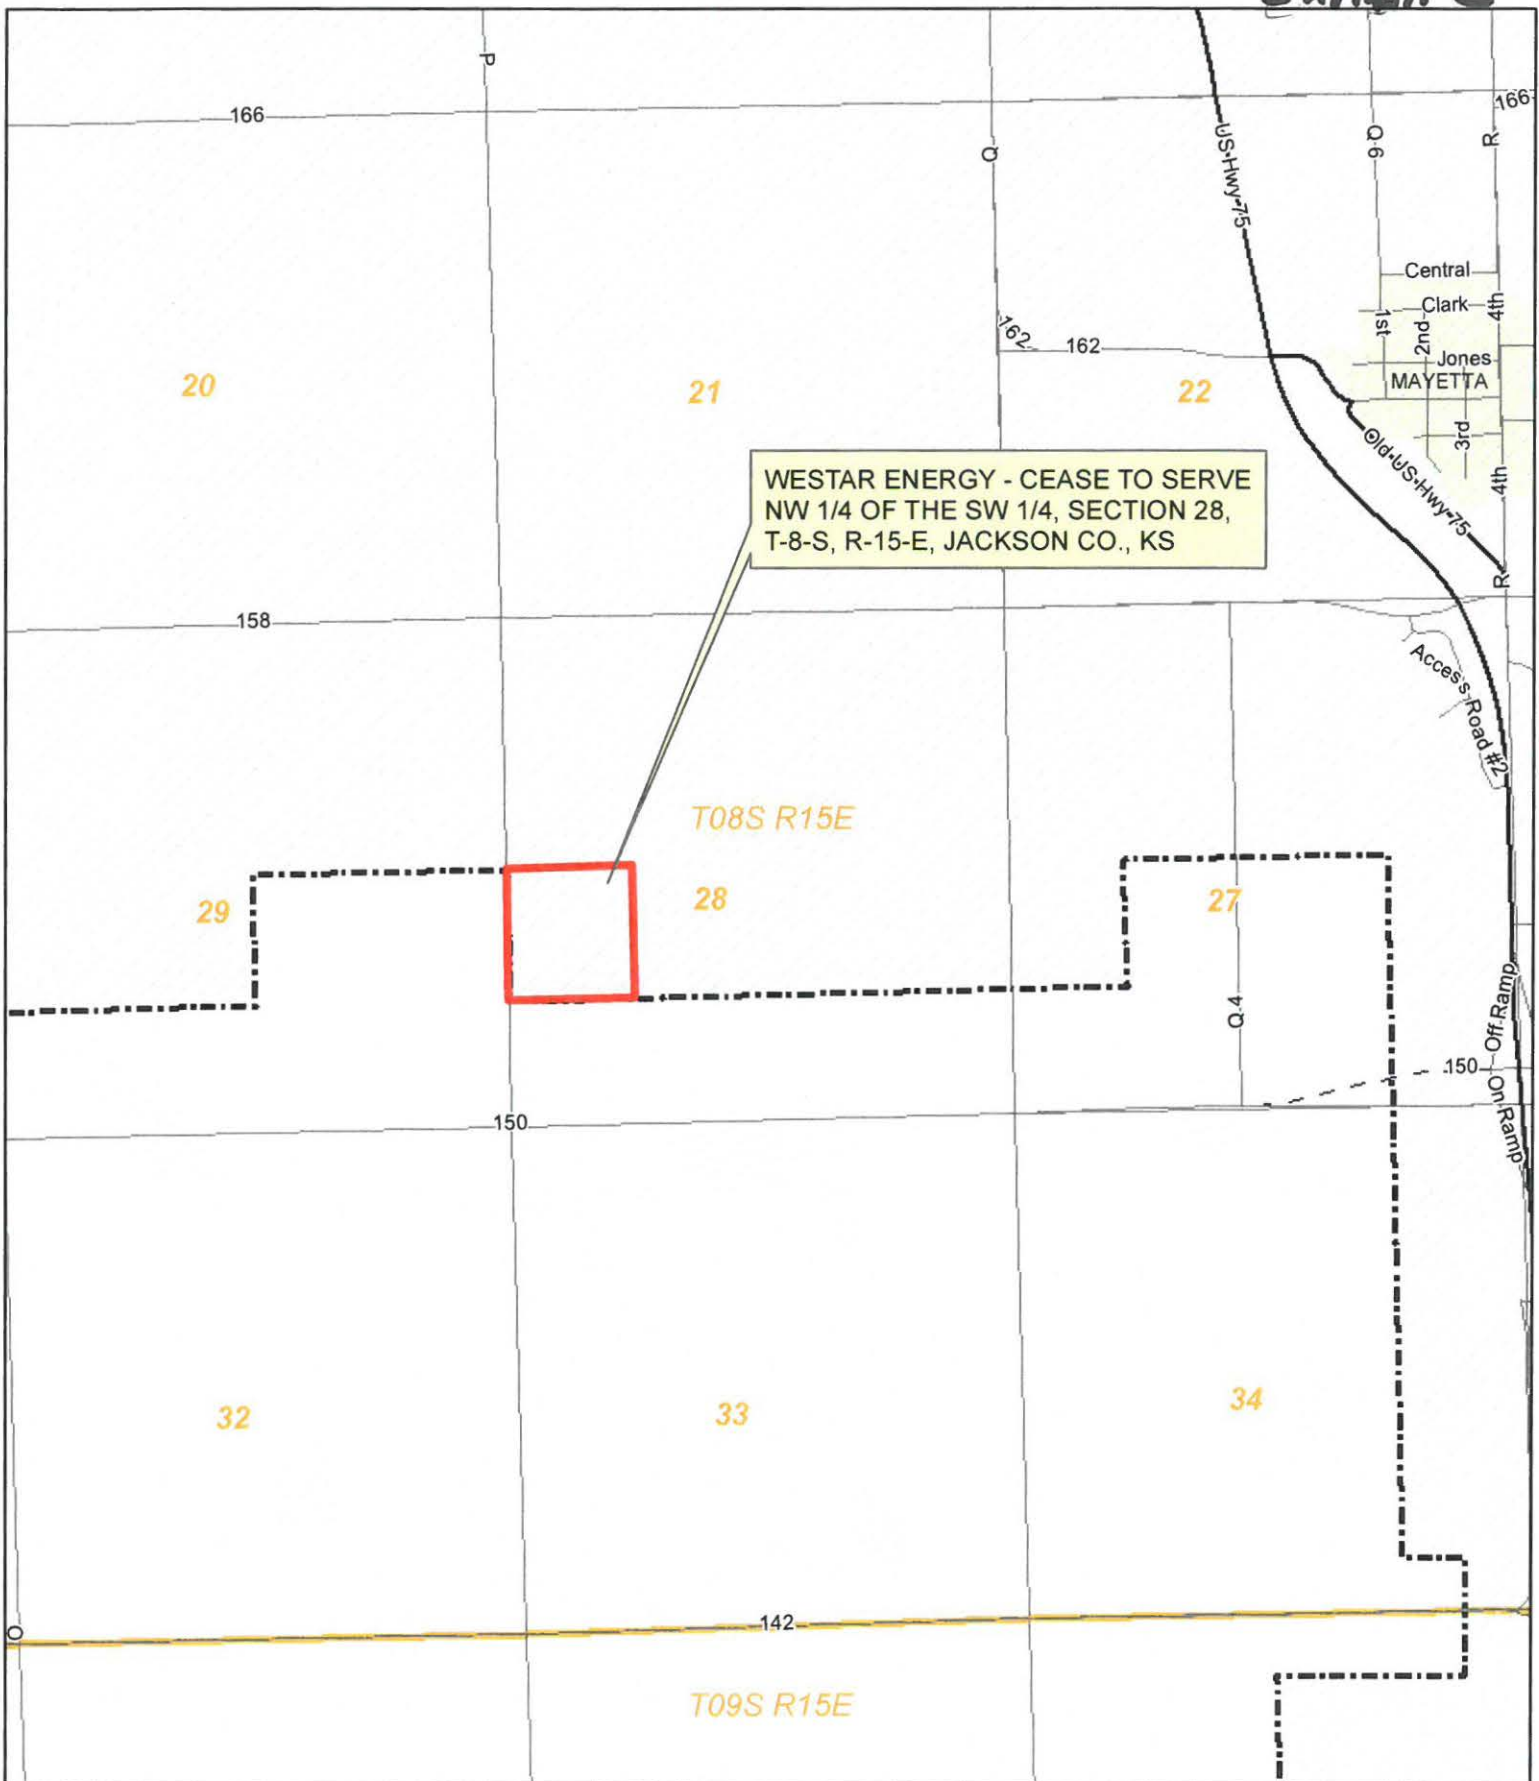 P
166
166
Q
US-Hwy-75
Q6
R
Central
Clark
4th
1st
2nd
162
162
Jones
20
21
22
MAYETTA
3rd
Old-US-Hwy-75
4th
WESTAR ENERGY - CEASE TO SERVE
NW 1/4 OF THE SW 1/4, SECTION 28,
T-8-S, R-15-E, JACKSON CO., KS
R
158
Access Road #2
T08S R15E
29
28
27
Q4
Off-Ramp
150
On-Ramp
150
32
33
34
O
142
T09S R15E